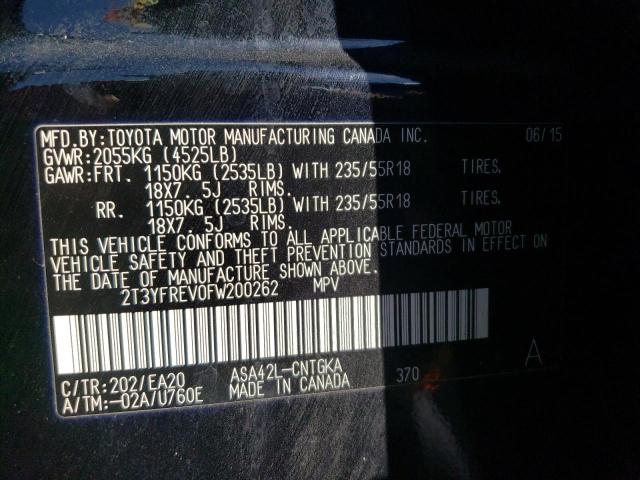 MFD.BY:TOYOTA MOTOR MANUFACTURING CANADA INC. 06/15
GVWR:2055KG (4525LB)
GAWR:FRT. 1150KG (2535LB) WITH 235/55R18 TIRES,
18X7. 5J RIMS.
RR. 1150KG (2535LB) WITH 235/55R18 TIRES,
18X7. 5J RIMS.
THIS VEHICLE CONFORMS TO ALL APPLICABLE FEDERAL MOTOR
VEHICLE SAFETY AND THEFT PREVENTION STANDARDS IN EFFECT ON
THE DATE OF MANUFACTURE SHOWN ABOVE.
2T3YFREV0FW200262 MPV
A
C/TR:202/EA20 ASA42L-CNTGKA 370
A/TM:-02A/U760E MADE IN CANADA